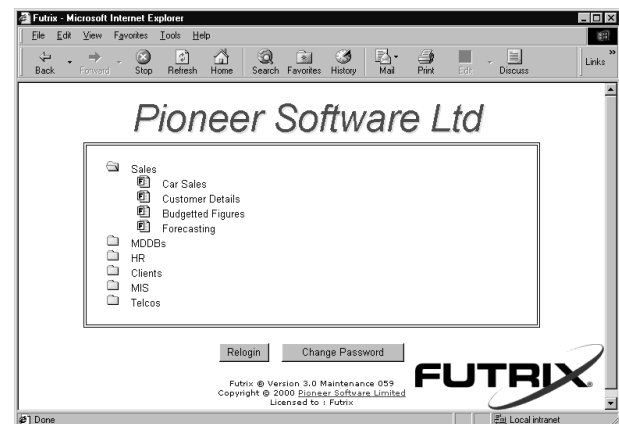 Futrix - Microsoft Internet Explorer
File Edit View Favorites Tools Help
Back Forward Stop Refresh Home Search Favorites History Mail Print Edit Discuss Links »
Pioneer Software Ltd
Sales
Car Sales
Customer Details
Budgetted Figures
Forecasting
MDDBs
HR
Clients
MIS
Telcos
Relogin Change Password
FUTRIX
Futrix ® Version 3.0 Maintenance 059
Copyright © 2000 Pioneer Software Limited
Licensed to : Futrix
Done Local intranet